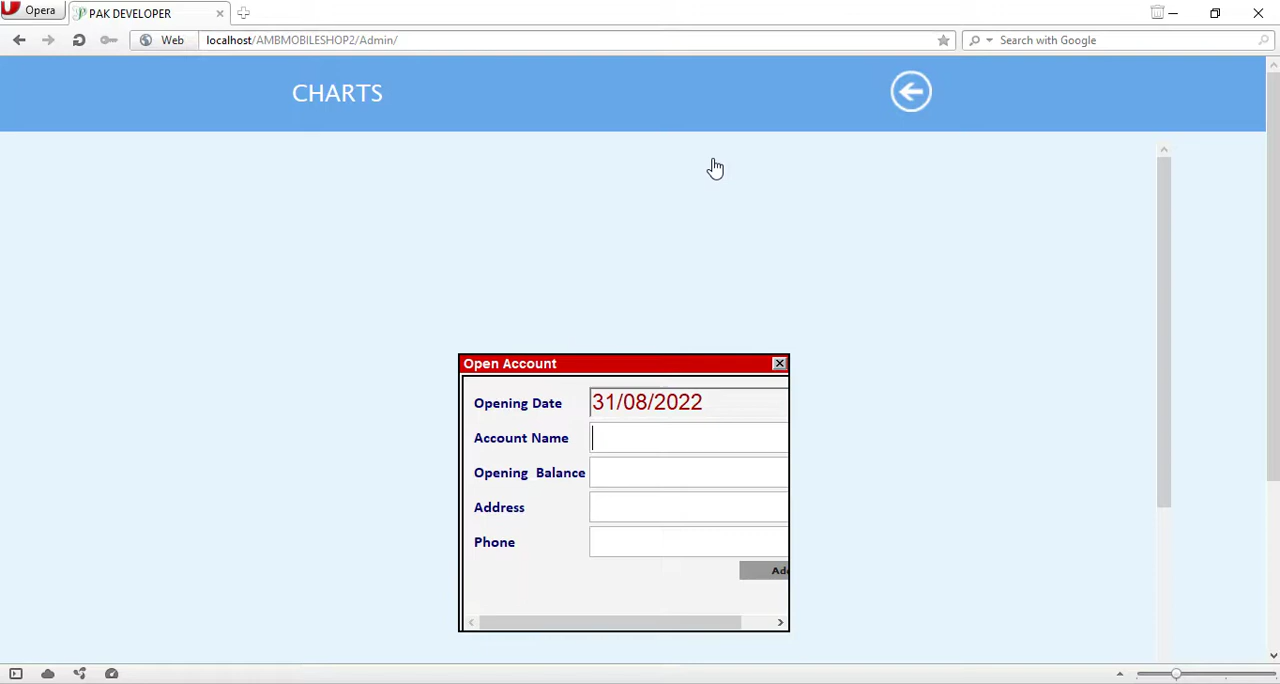 Opera
PAK DEVELOPER
Web
localhost/AMBMOBILESHOP2/Admin/
Search with Google
CHARTS
Open Account
Opening Date 31/08/2022
Account Name
Opening Balance
Address
Phone